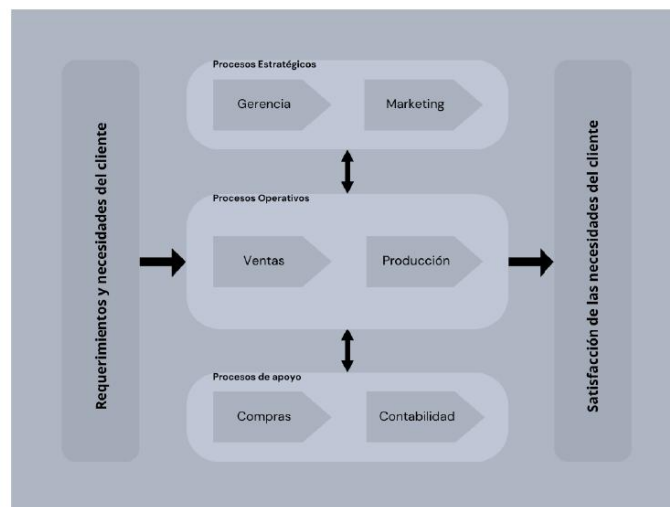 Requerimientos y necesidades del cliente
Procesos Estratégicos
Gerencia
Marketing
Procesos Operativos
Ventas
Producción
Procesos de apoyo
Compras
Contabilidad
Satisfacción de las necesidades del cliente